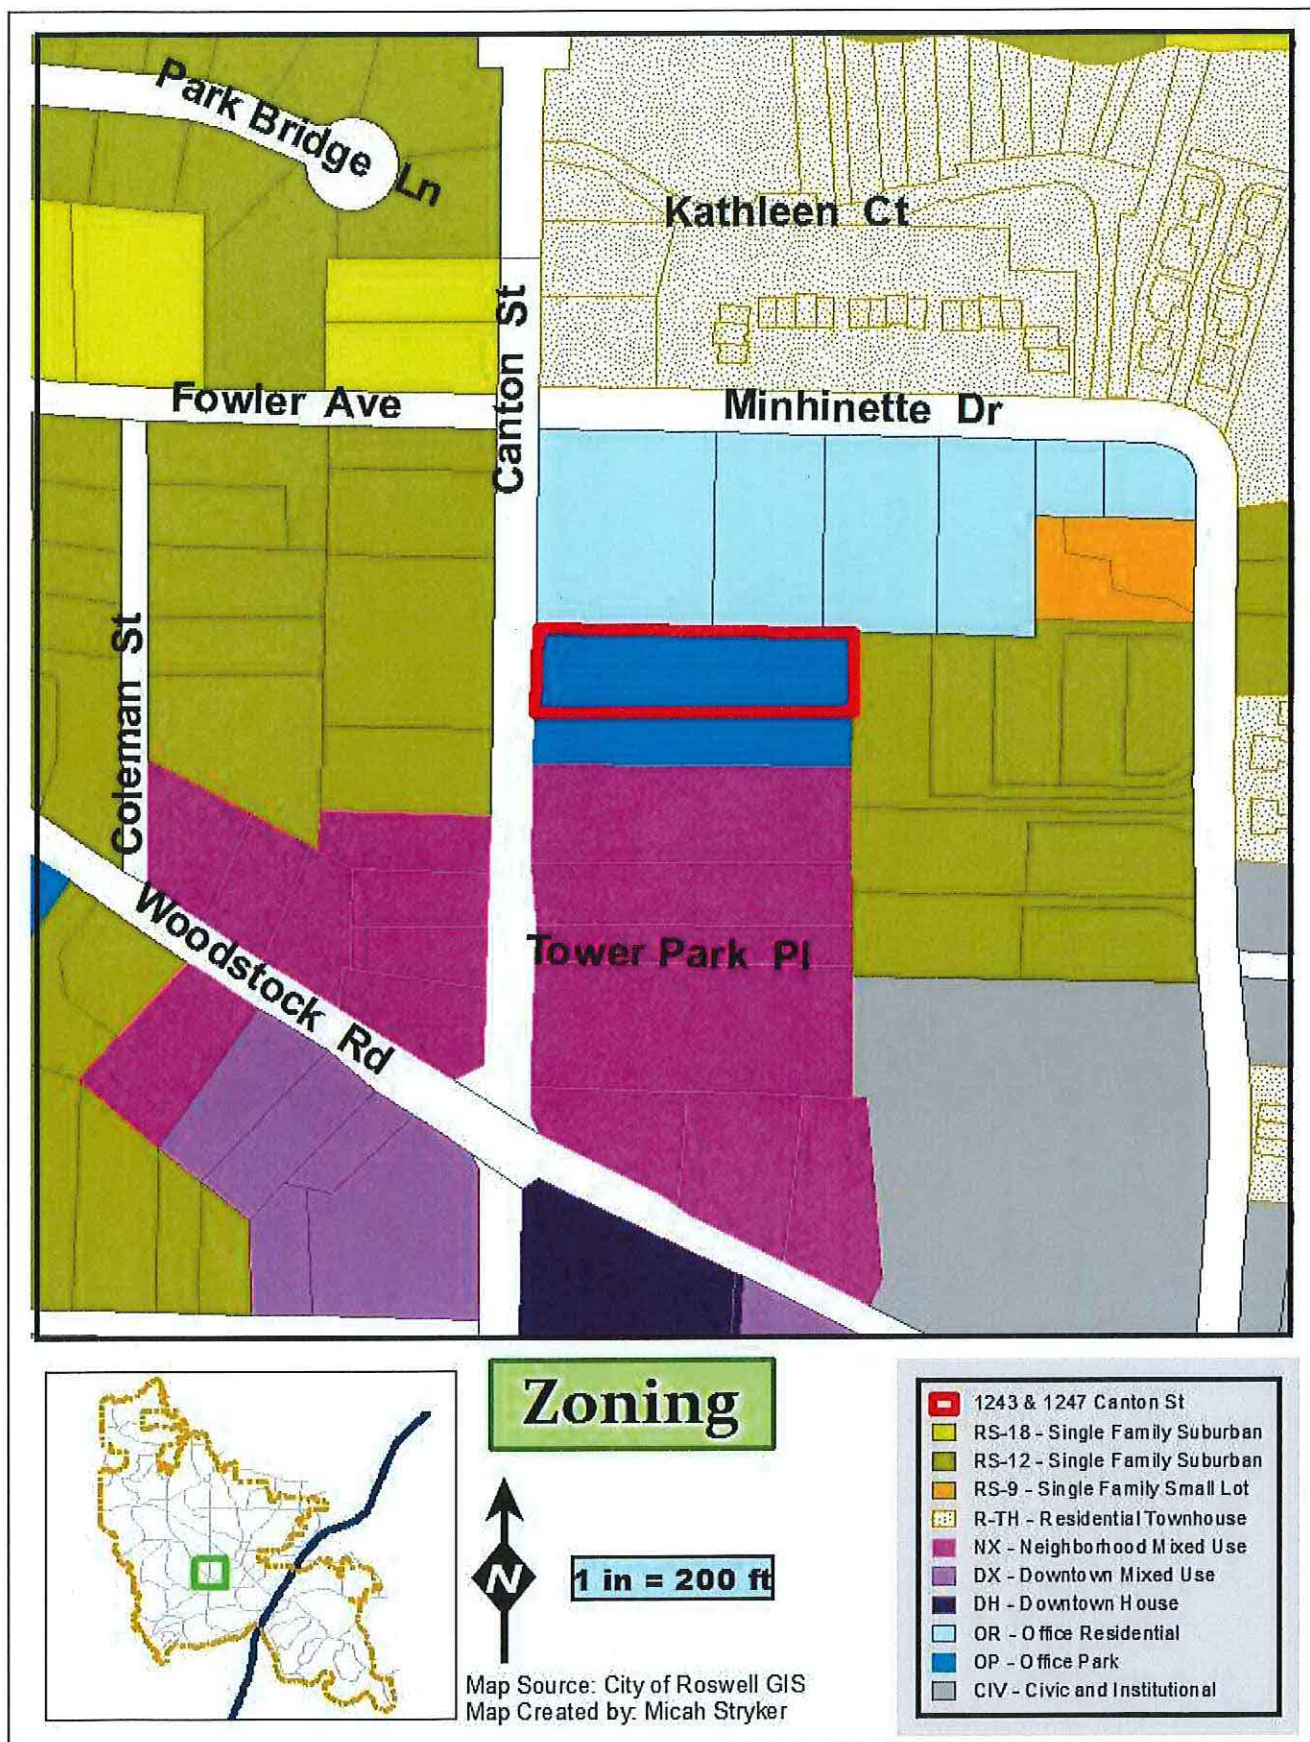 Park Bridge Ln
Kathleen Ct
Canton St
Fowler Ave
Minhinette Dr
Coleman St
Woodstock Rd
Tower Park Pl
Zoning
N
1 in = 200 ft
Map Source: City of Roswell GIS
Map Created by: Micah Stryker
1243 & 1247 Canton St
RS-18 - Single Family Suburban
RS-12 - Single Family Suburban
RS-9 - Single Family Small Lot
R-TH - Residential Townhouse
NX - Neighborhood Mixed Use
DX - Downtown Mixed Use
DH - Downtown House
OR - Office Residential
OP - Office Park
CIV - Civic and Institutional